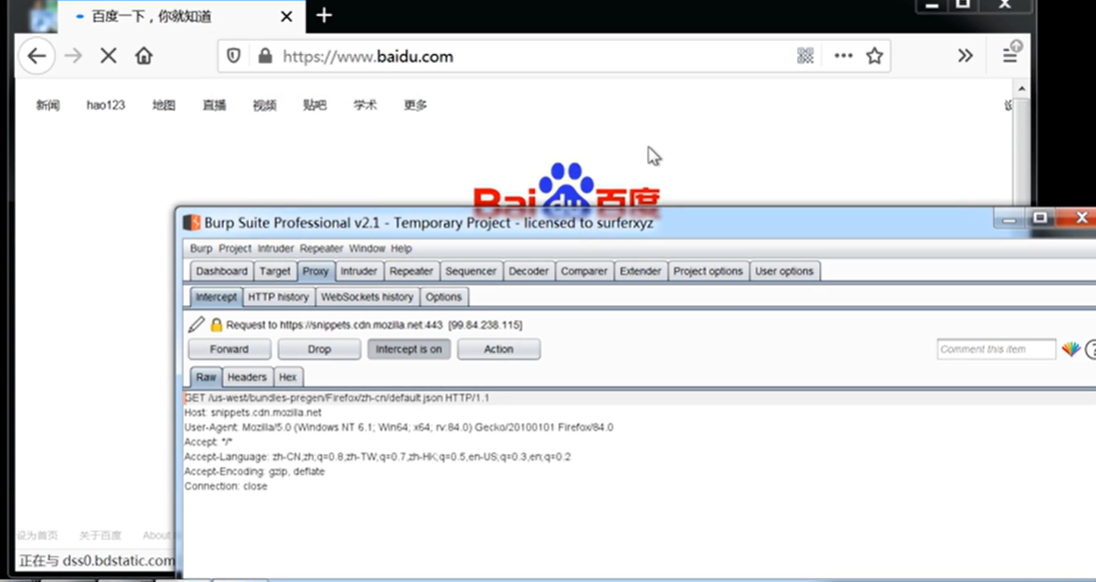 百度一下，你就知道
https://www.baidu.com
新闻 hao123 地图 直播 视频 贴吧 学术 更多
Bai du 百度
Burp Suite Professional v2.1 - Temporary Project - licensed to surferxyz
Burp Project Intruder Repeater Window Help
Dashboard Target Proxy Intruder Repeater Sequencer Decoder Comparer Extender Project options User options
Intercept HTTP history WebSockets history Options
Request to https://snippets.cdn.mozilla.net:443 [99.84.238.115]
Forward Drop Intercept is on Action Comment this item
Raw Headers Hex
GET /us-west/bundles-pregen/Firefox/zh-cn/default.json HTTP/1.1
Host: snippets.cdn.mozilla.net
User-Agent: Mozilla/5.0 (Windows NT 6.1; Win64; x64; rv:84.0) Gecko/20100101 Firefox/84.0
Accept: */*
Accept-Language: zh-CN,zh;q=0.8,zh-TW;q=0.7,zh-HK;q=0.5,en-US;q=0.3,en;q=0.2
Accept-Encoding: gzip, deflate
Connection: close
设为首页 关于百度 About
正在与 dss0.bdstatic.com